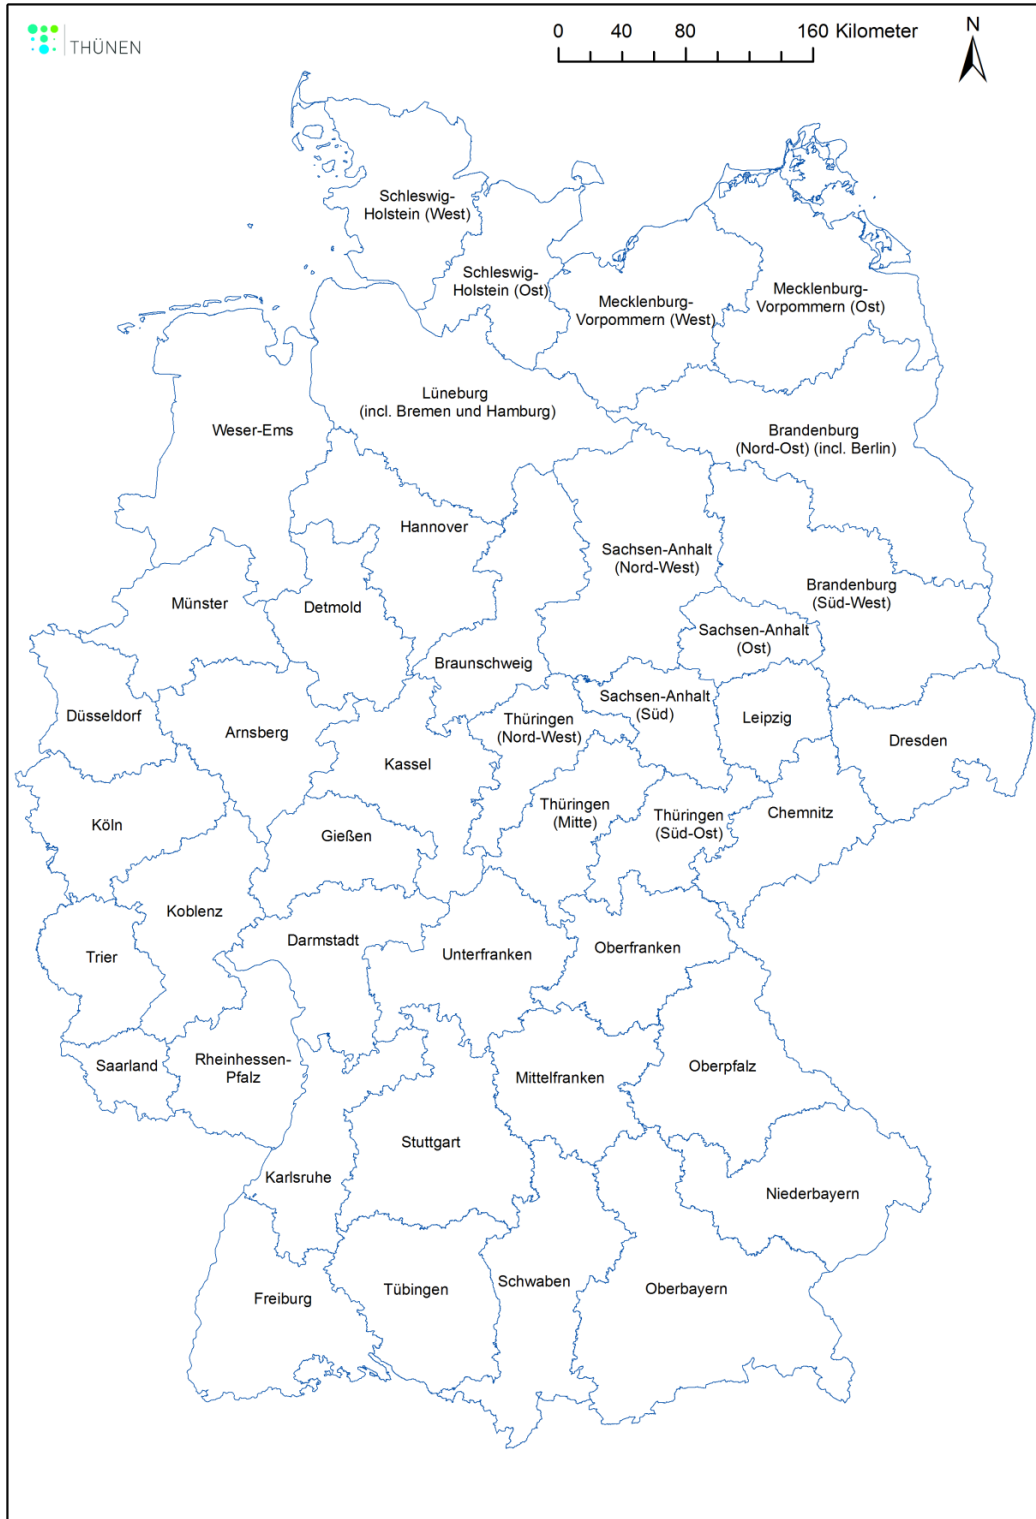 THÜNEN
0 40 80 160 Kilometer
N
Schleswig-
Holstein (West)
Schleswig-
Holstein (Ost)
Mecklenburg-
Vorpommern (West)
Mecklenburg-
Vorpommern (Ost)
Lüneburg
(incl. Bremen und Hamburg)
Weser-Ems
Brandenburg
(Nord-Ost) (incl. Berlin)
Hannover
Sachsen-Anhalt
(Nord-West)
Brandenburg
(Süd-West)
Münster
Detmold
Sachsen-Anhalt
(Ost)
Braunschweig
Düsseldorf
Arnsberg
Sachsen-Anhalt
(Süd)
Leipzig
Thüringen
(Nord-West)
Dresden
Kassel
Köln
Gießen
Thüringen
(Mitte)
Thüringen
(Süd-Ost)
Chemnitz
Koblenz
Darmstadt
Trier
Unterfranken
Oberfranken
Saarland
Rheinhessen-
Pfalz
Mittelfranken
Oberpfalz
Stuttgart
Karlsruhe
Niederbayern
Freiburg
Tübingen
Schwaben
Oberbayern